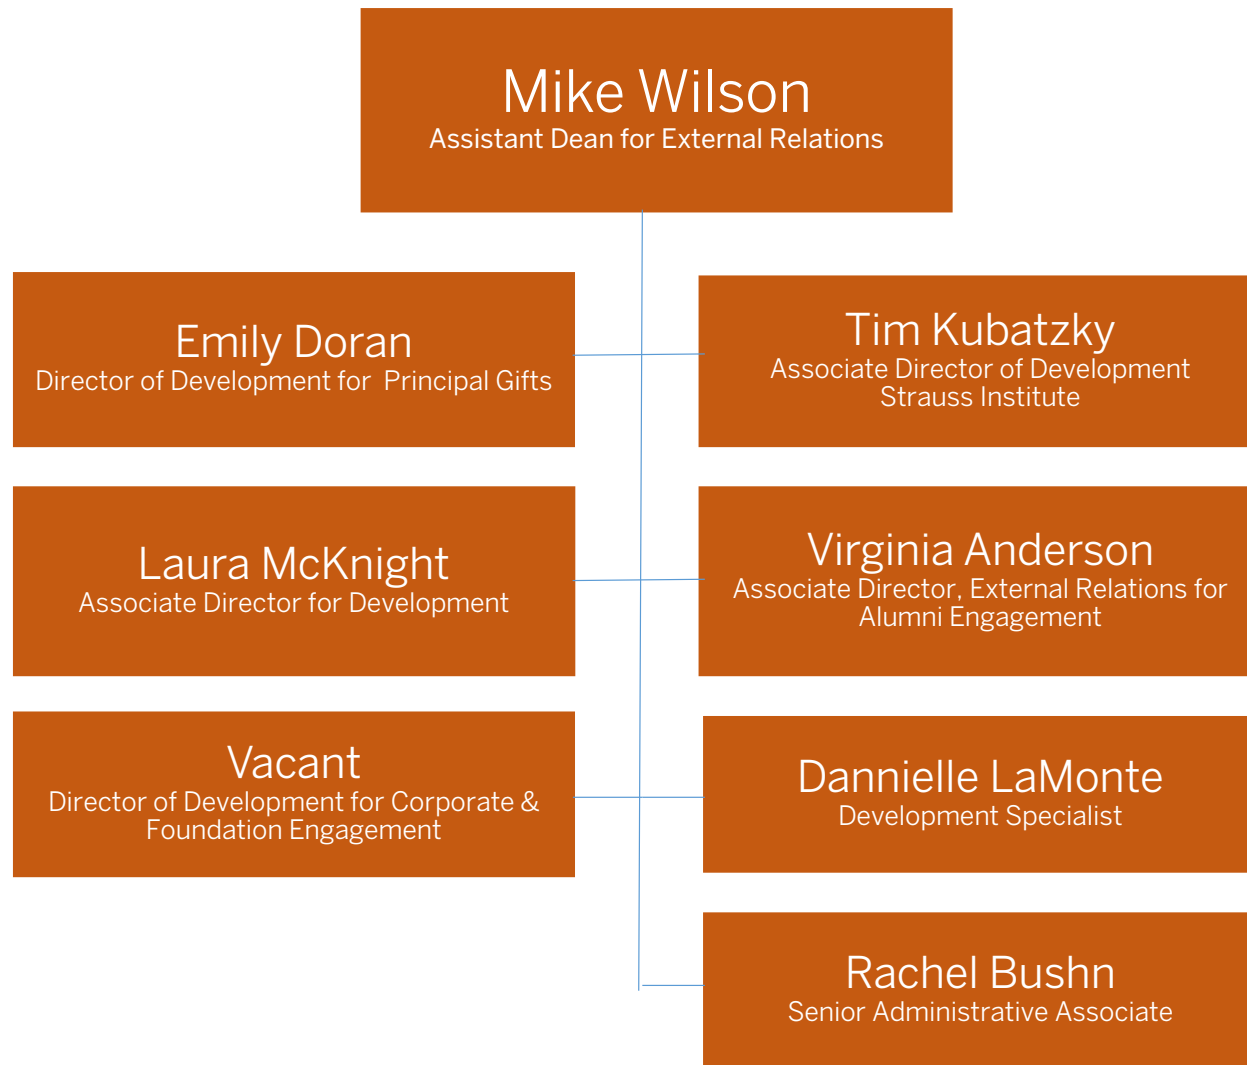 Mike Wilson
Assistant Dean for External Relations
Emily Doran
Director of Development for  Principal Gifts
Tim Kubatzky
Associate Director of Development
Strauss Institute
Laura McKnight
Associate Director for Development
Virginia Anderson
Associate Director, External Relations for
Alumni Engagement
Vacant
Director of Development for Corporate &
Foundation Engagement
Dannielle LaMonte
Development Specialist
Rachel Bushn
Senior Administrative Associate